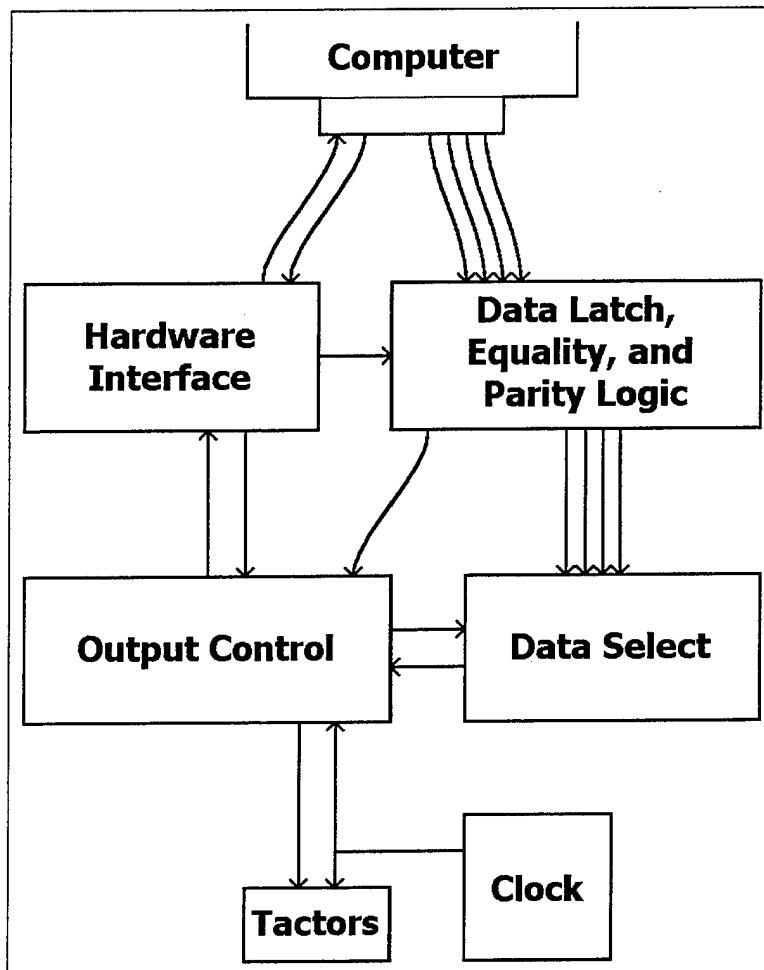 Computer
Hardware
Interface
Data Latch,
Equality, and
Parity Logic
Output Control
Data Select
Clock
Tactors